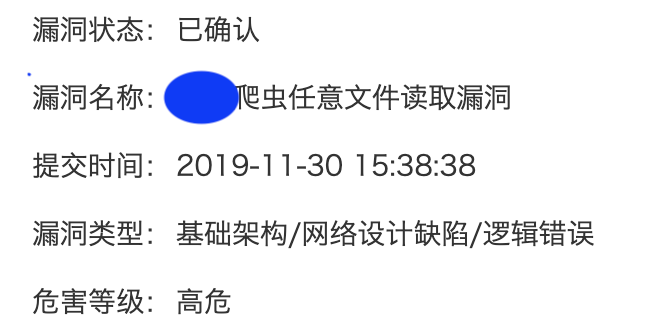 漏洞状态： 已确认
漏洞名称： 爬虫任意文件读取漏洞
提交时间： 2019-11-30 15:38:38
漏洞类型： 基础架构/网络设计缺陷/逻辑错误
危害等级： 高危